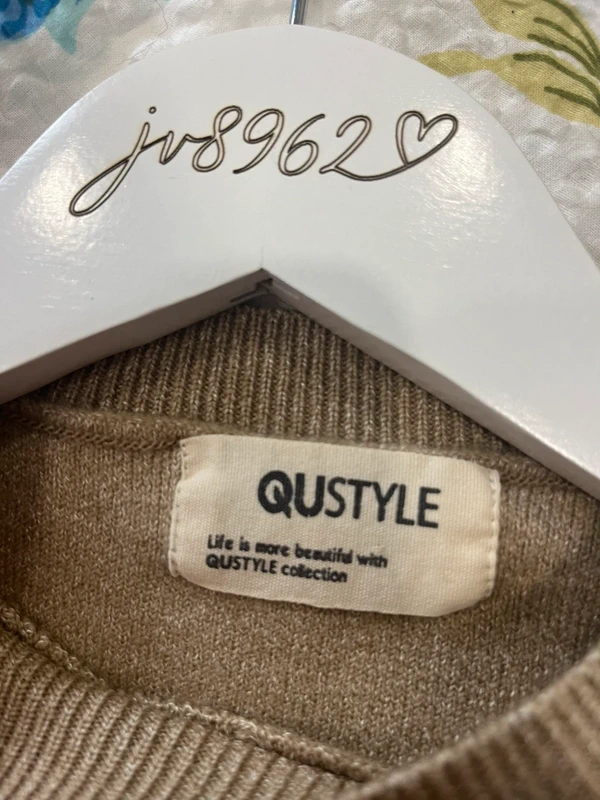 jv8962
QUSTYLE
Life is more beautiful with
QUSTYLE collection